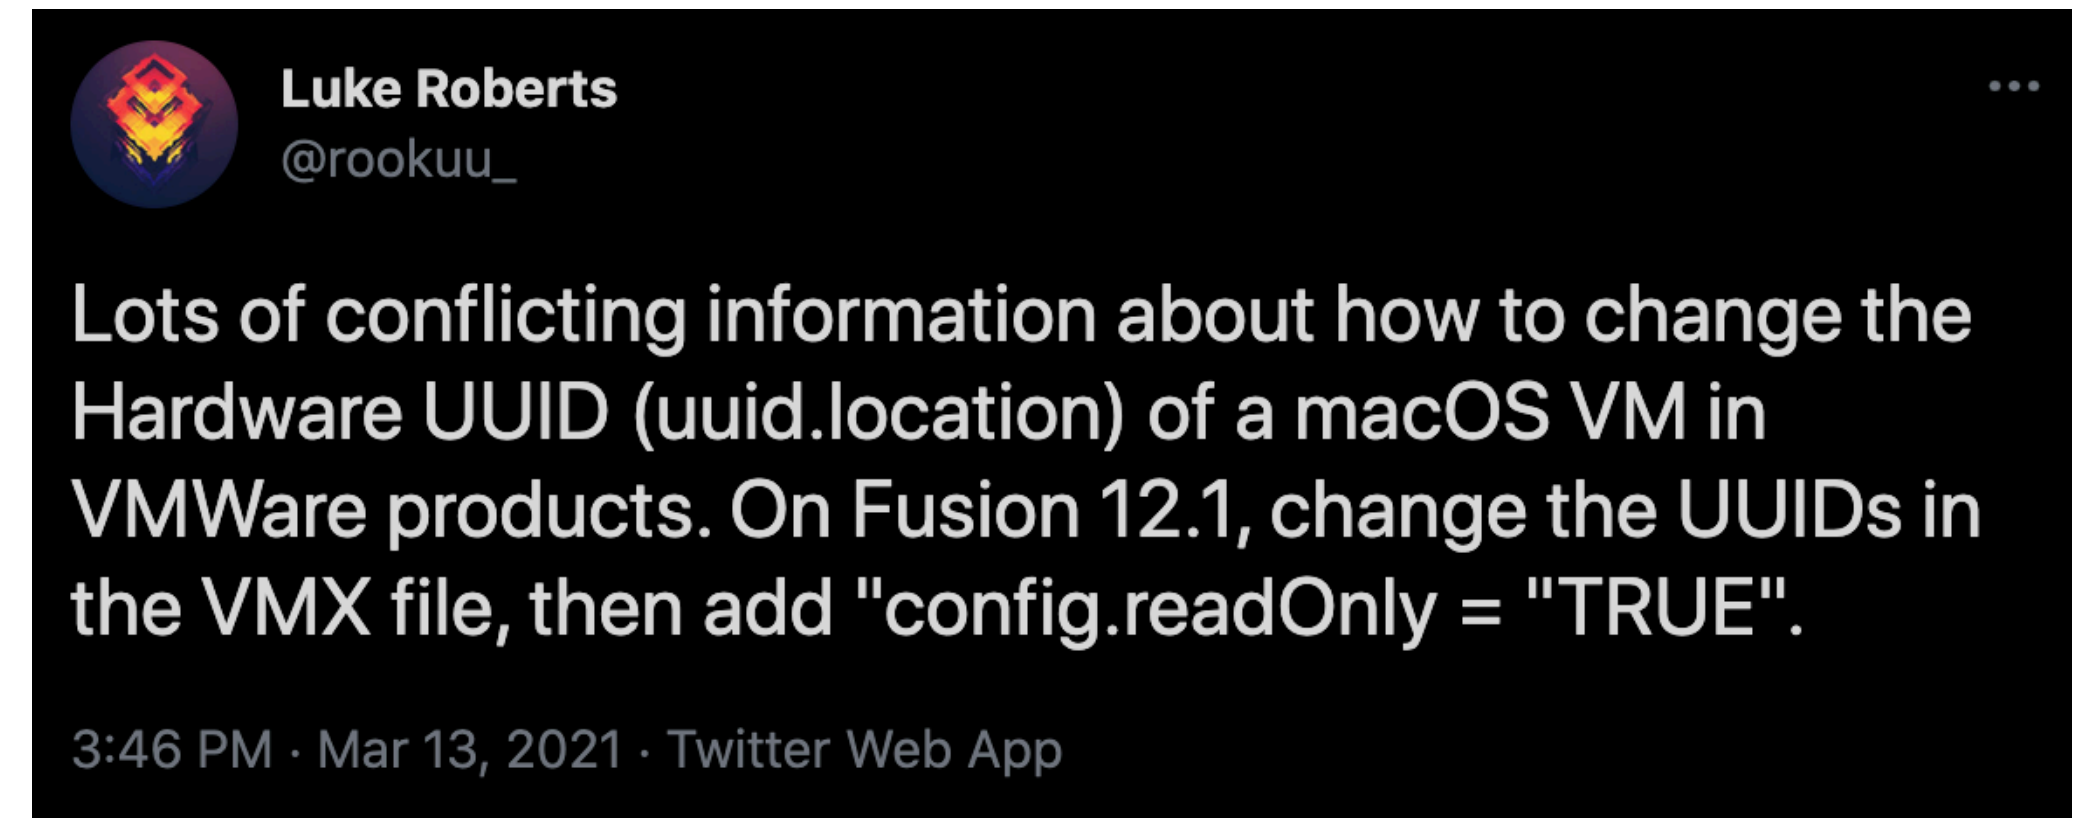 Luke Roberts
@rookuu_
Lots of conflicting information about how to change the
Hardware UUID (uuid.location) of a macOS VM in
VMWare products. On Fusion 12.1, change the UUIDs in
the VMX file, then add "config.readOnly = "TRUE".
3:46 PM · Mar 13, 2021 · Twitter Web App